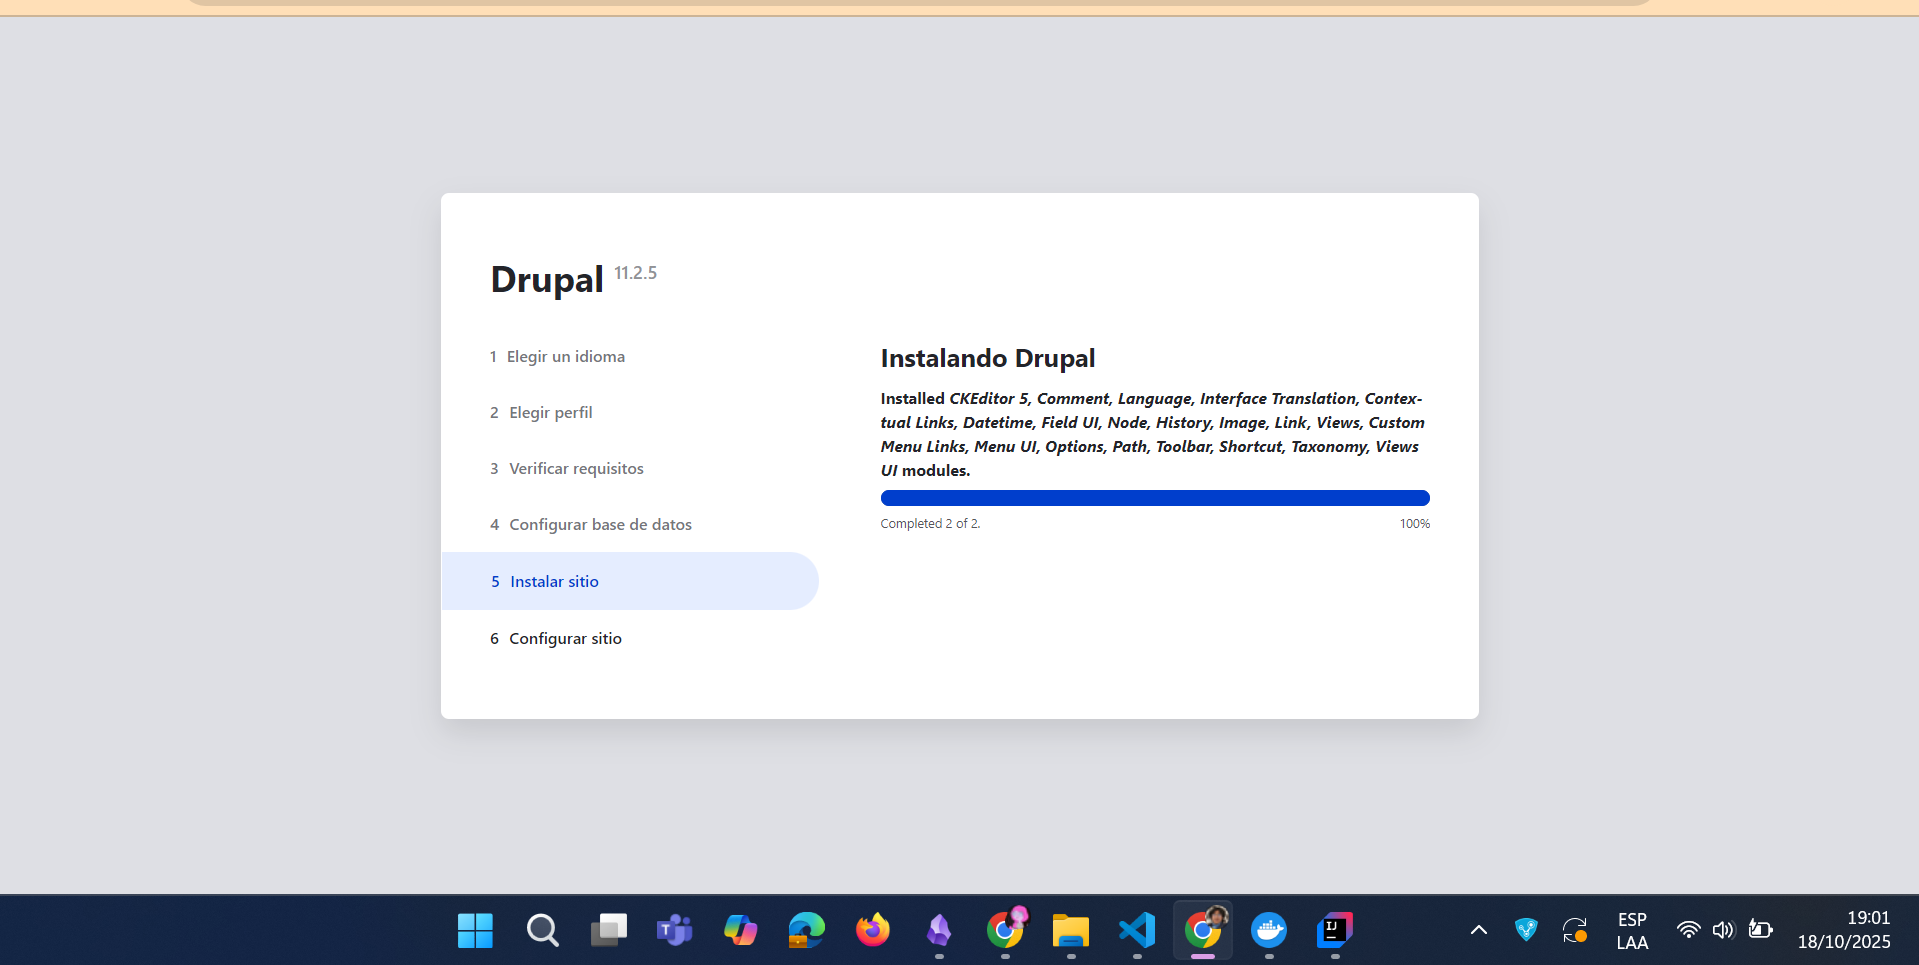 Drupal 11.2.5
1 Elegir un idioma
2 Elegir perfil
3 Verificar requisitos
4 Configurar base de datos
5 Instalar sitio
6 Configurar sitio
Instalando Drupal
Installed CKEditor 5, Comment, Language, Interface Translation, Contex-
tual Links, Datetime, Field UI, Node, History, Image, Link, Views, Custom
Menu Links, Menu UI, Options, Path, Toolbar, Shortcut, Taxonomy, Views
UI modules.
Completed 2 of 2. 100%
ESP
LAA
19:01
18/10/2025